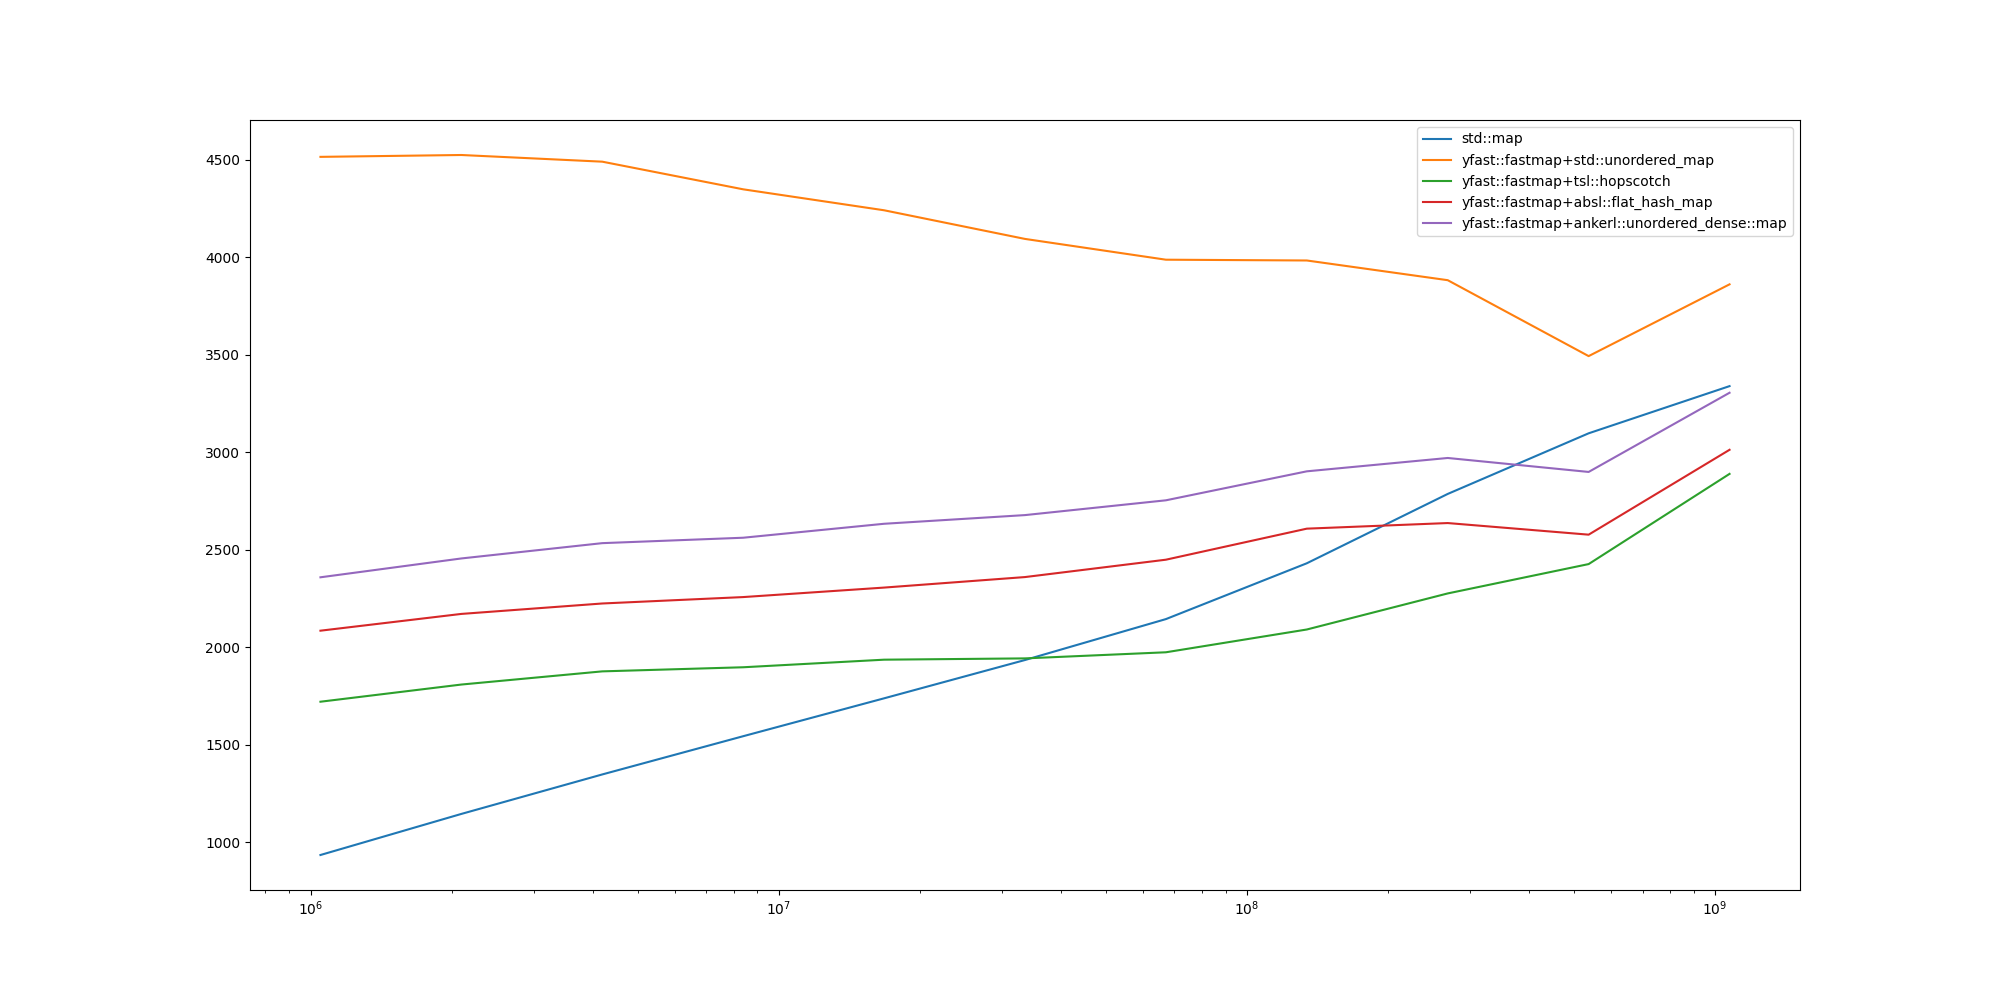 std::map
yfast::fastmap+std::unordered_map
yfast::fastmap+tsl::hopscotch
yfast::fastmap+absl::flat_hash_map
yfast::fastmap+ankerl::unordered_dense::map
4500
4000
3500
3000
2500
2000
1500
1000
10⁶ 10⁷ 10⁸ 10⁹